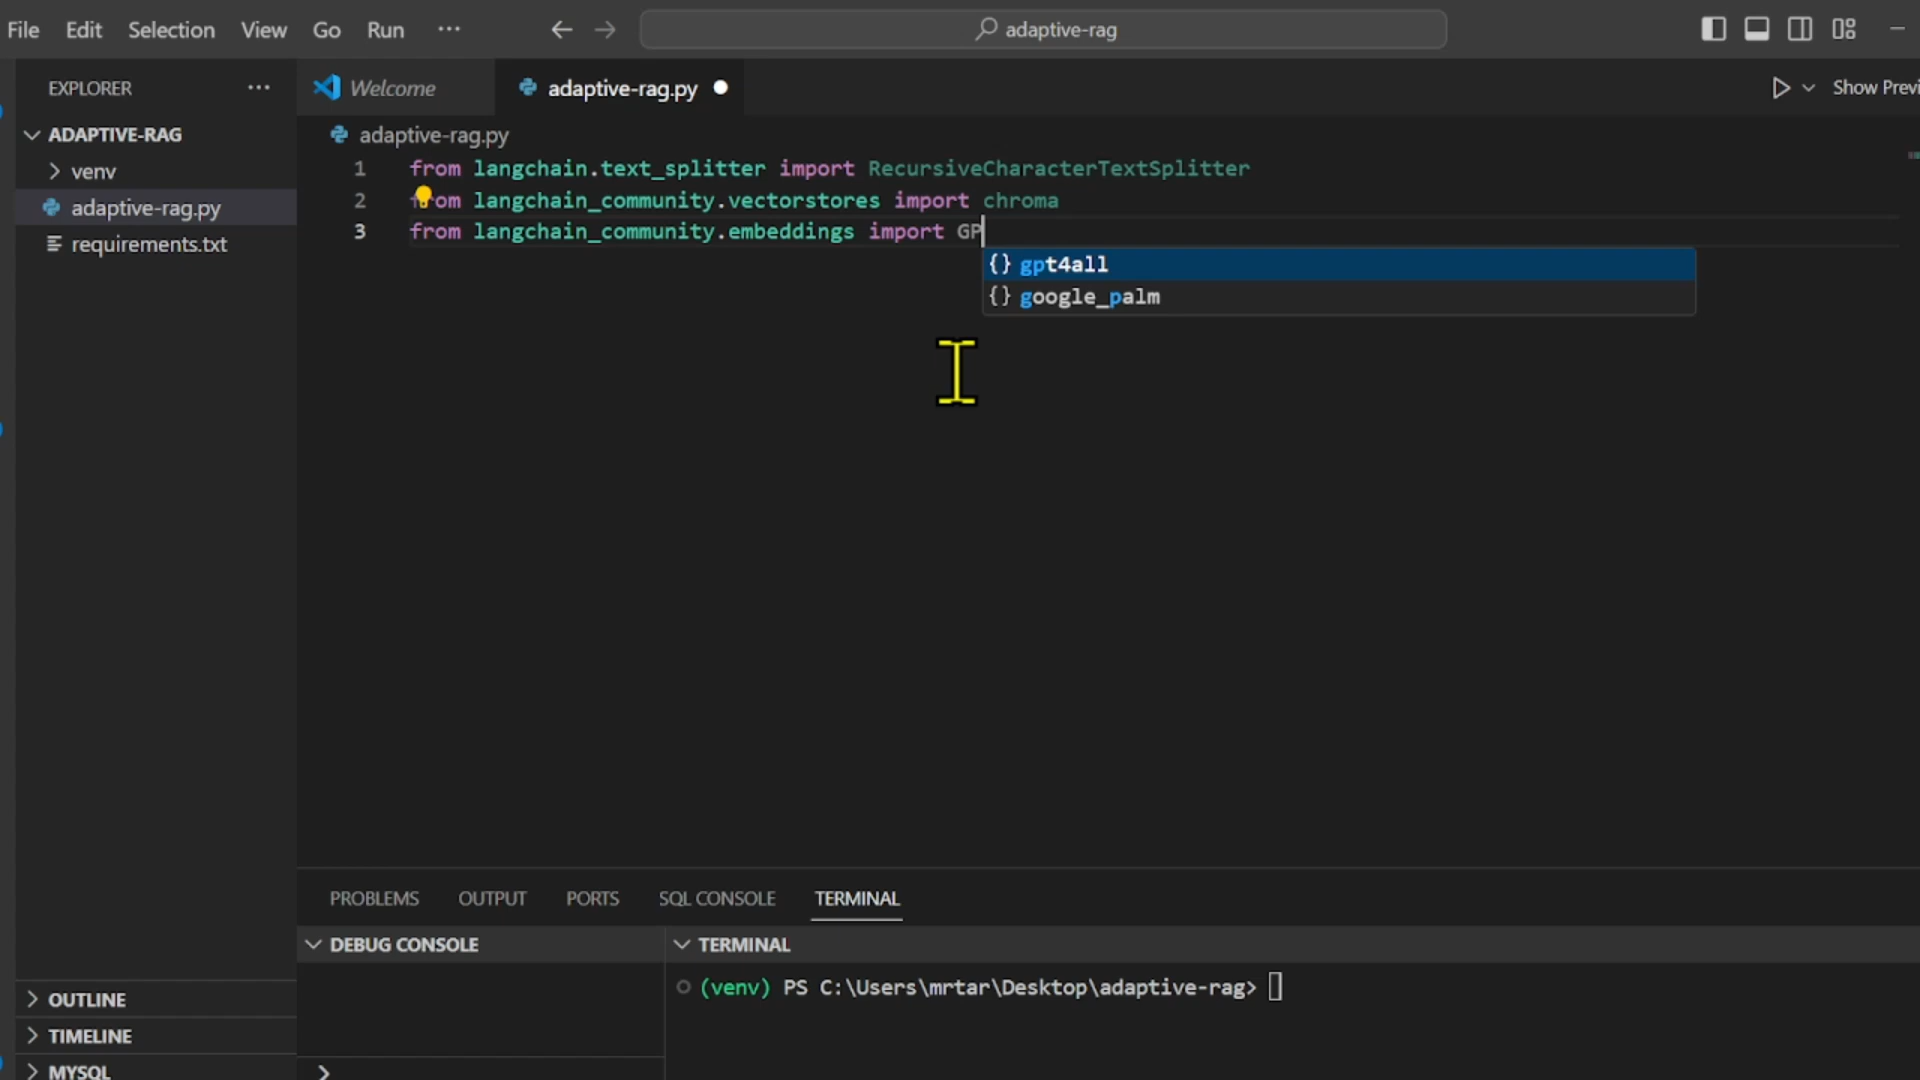 File Edit Selection View Go Run ···
adaptive-rag
EXPLORER ···
Welcome
adaptive-rag.py
Show Previ
ADAPTIVE-RAG
venv
adaptive-rag.py
requirements.txt
adaptive-rag.py
1 from langchain.text_splitter import RecursiveCharacterTextSplitter
2 from langchain_community.vectorstores import chroma
3 from langchain_community.embeddings import GP
{} gpt4all
{} google_palm
PROBLEMS OUTPUT PORTS SQL CONSOLE TERMINAL
DEBUG CONSOLE
TERMINAL
(venv) PS C:\Users\mrtar\Desktop\adaptive-rag>
OUTLINE
TIMELINE
MYSQL